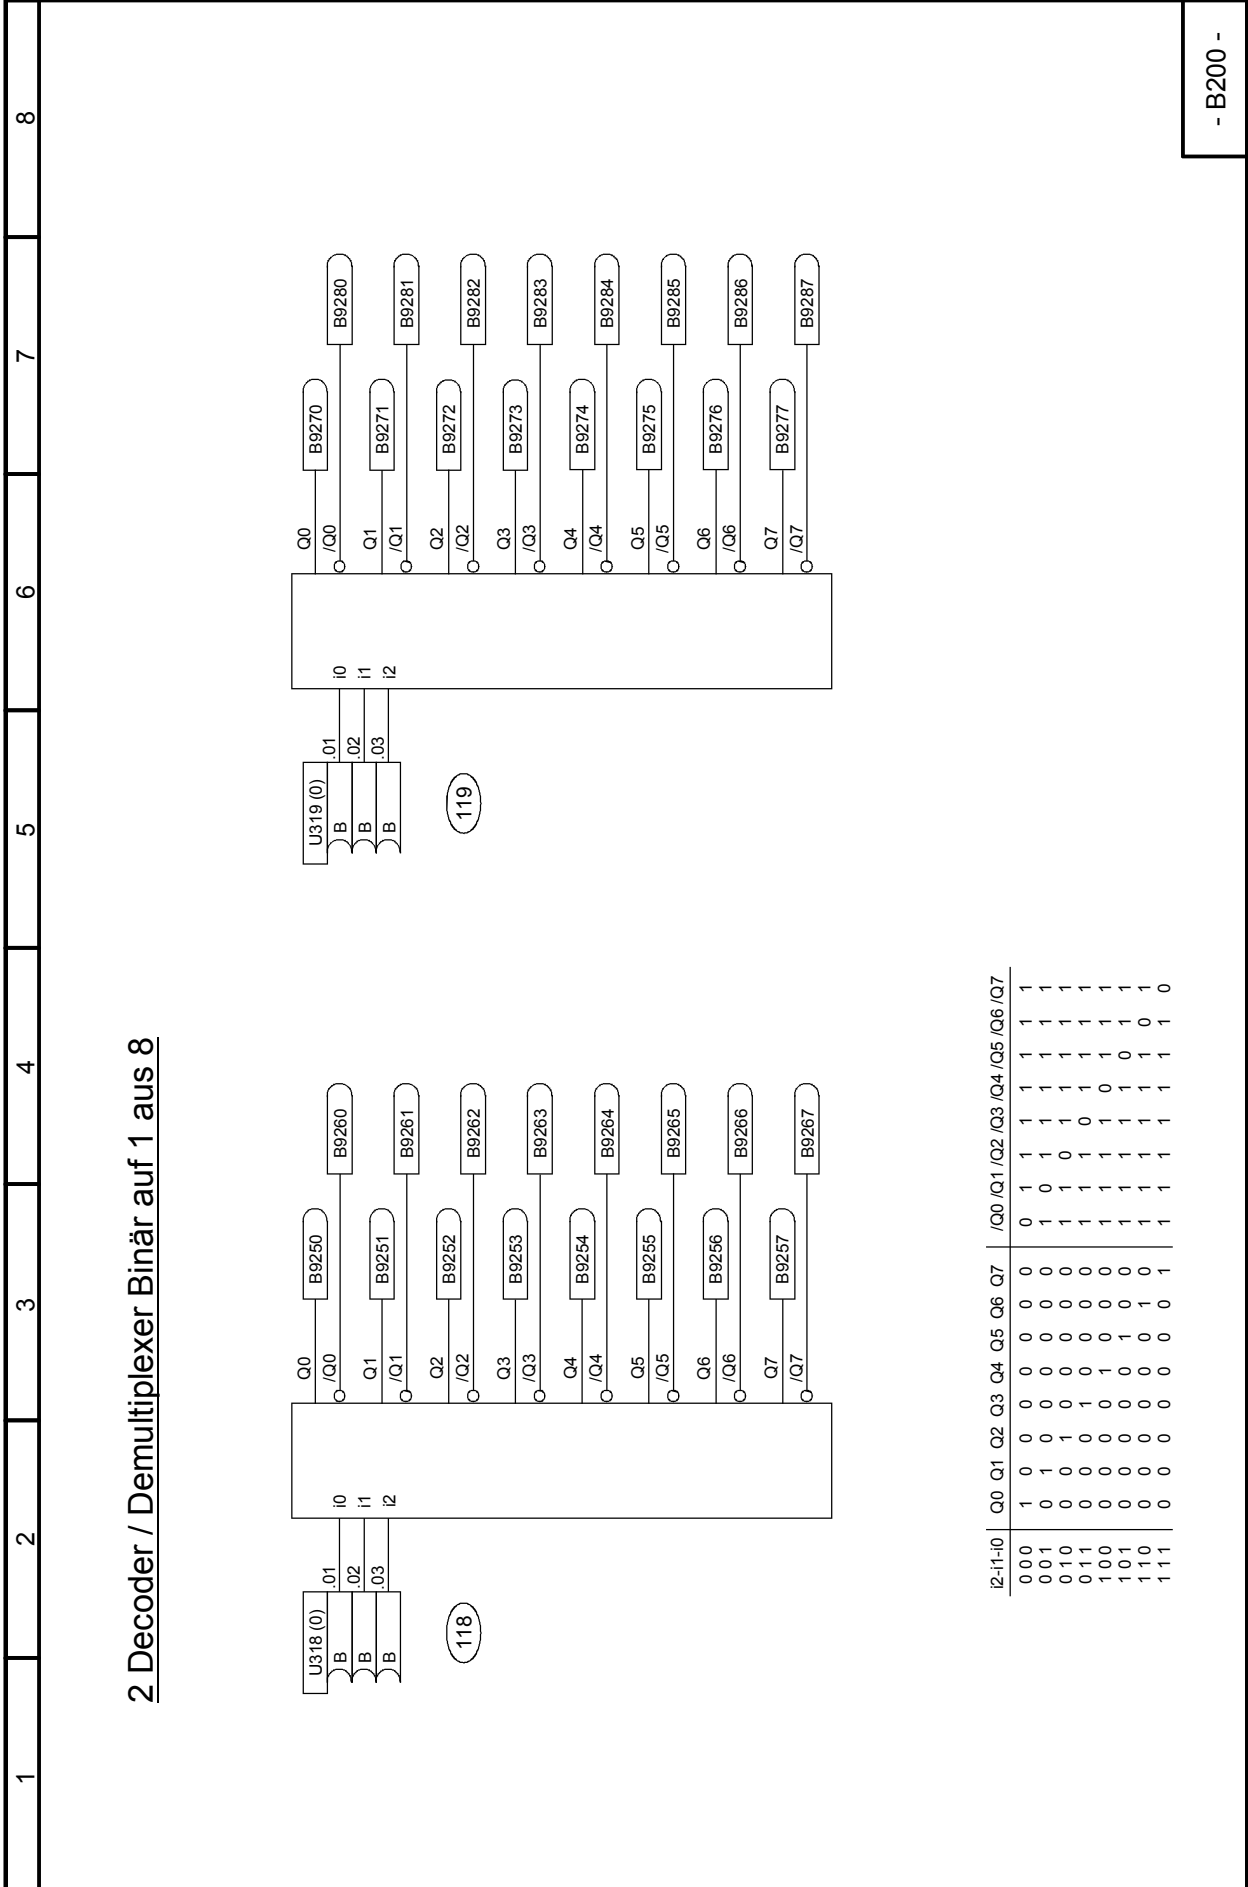 1 2 3 4 5 6 7 8
2 Decoder / Demultiplexer Binär auf 1 aus 8
U318 (0)
B .01 i0
B .02 i1
B .03 i2
118
Q0 B9250
/Q0 B9260
Q1 B9251
/Q1 B9261
Q2 B9252
/Q2 B9262
Q3 B9253
/Q3 B9263
Q4 B9254
/Q4 B9264
Q5 B9255
/Q5 B9265
Q6 B9256
/Q6 B9266
Q7 B9257
/Q7 B9267
U319 (0)
B .01 i0
B .02 i1
B .03 i2
119
Q0 B9270
/Q0 B9280
Q1 B9271
/Q1 B9281
Q2 B9272
/Q2 B9282
Q3 B9273
/Q3 B9283
Q4 B9274
/Q4 B9284
Q5 B9275
/Q5 B9285
Q6 B9276
/Q6 B9286
Q7 B9277
/Q7 B9287
i2-i1-i0 Q0 Q1 Q2 Q3 Q4 Q5 Q6 Q7 /Q0 /Q1 /Q2 /Q3 /Q4 /Q5 /Q6 /Q7
0 0 0 1 0 0 0 0 0 0 0 0 1 1 1 1 1 1 1
0 0 1 0 1 0 0 0 0 0 0 1 0 1 1 1 1 1 1
0 1 0 0 0 1 0 0 0 0 0 1 1 0 1 1 1 1 1
0 1 1 0 0 0 1 0 0 0 0 1 1 1 0 1 1 1 1
1 0 0 0 0 0 0 1 0 0 0 1 1 1 1 0 1 1 1
1 0 1 0 0 0 0 0 1 0 0 1 1 1 1 1 0 1 1
1 1 0 0 0 0 0 0 0 1 0 1 1 1 1 1 1 0 1
1 1 1 0 0 0 0 0 0 0 1 1 1 1 1 1 1 1 0
- B200 -